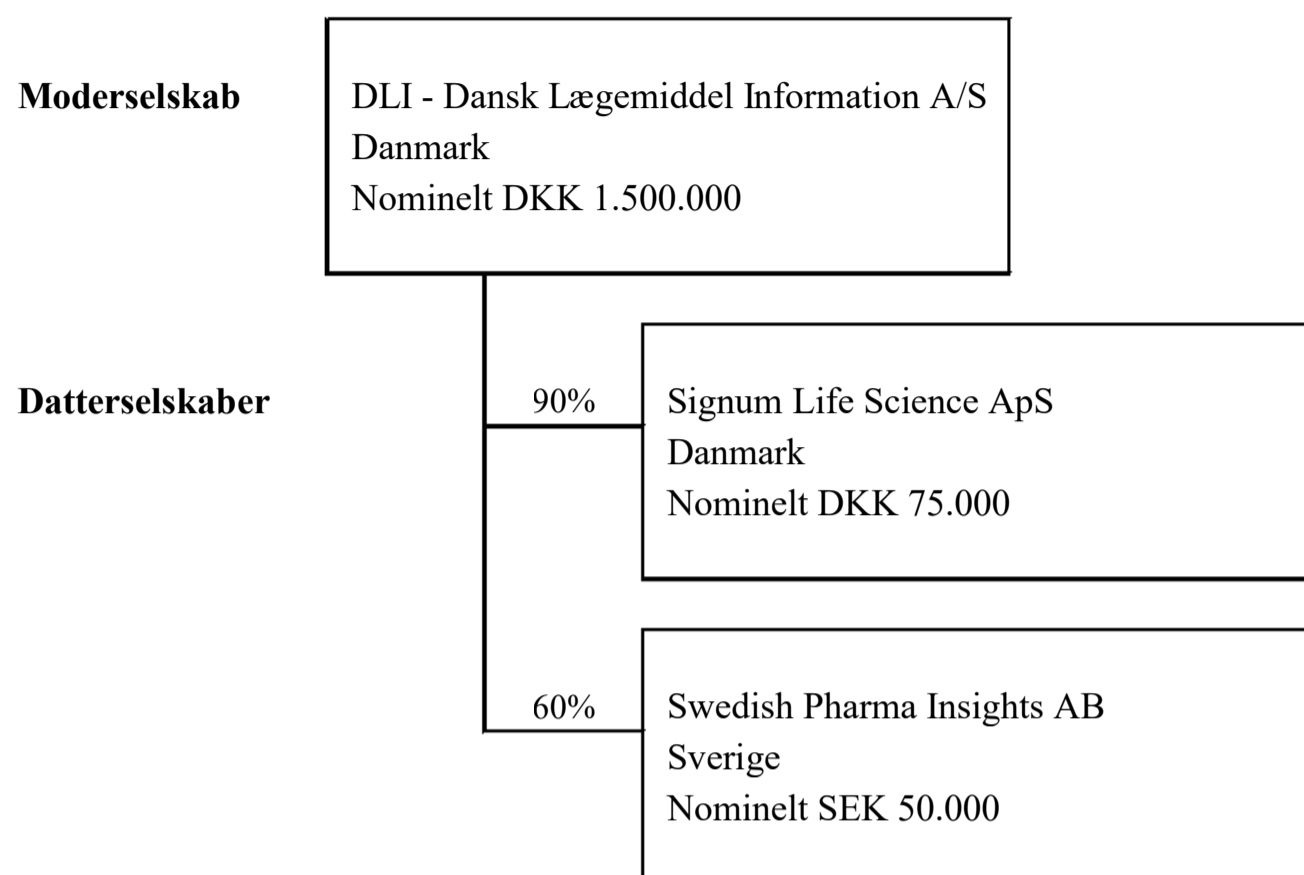 Moderselskab
DLI - Dansk Lægemiddel Information A/S
Danmark
Nominelt DKK 1.500.000
Datterselskaber
90%
Signum Life Science ApS
Danmark
Nominelt DKK 75.000
60%
Swedish Pharma Insights AB
Sverige
Nominelt SEK 50.000